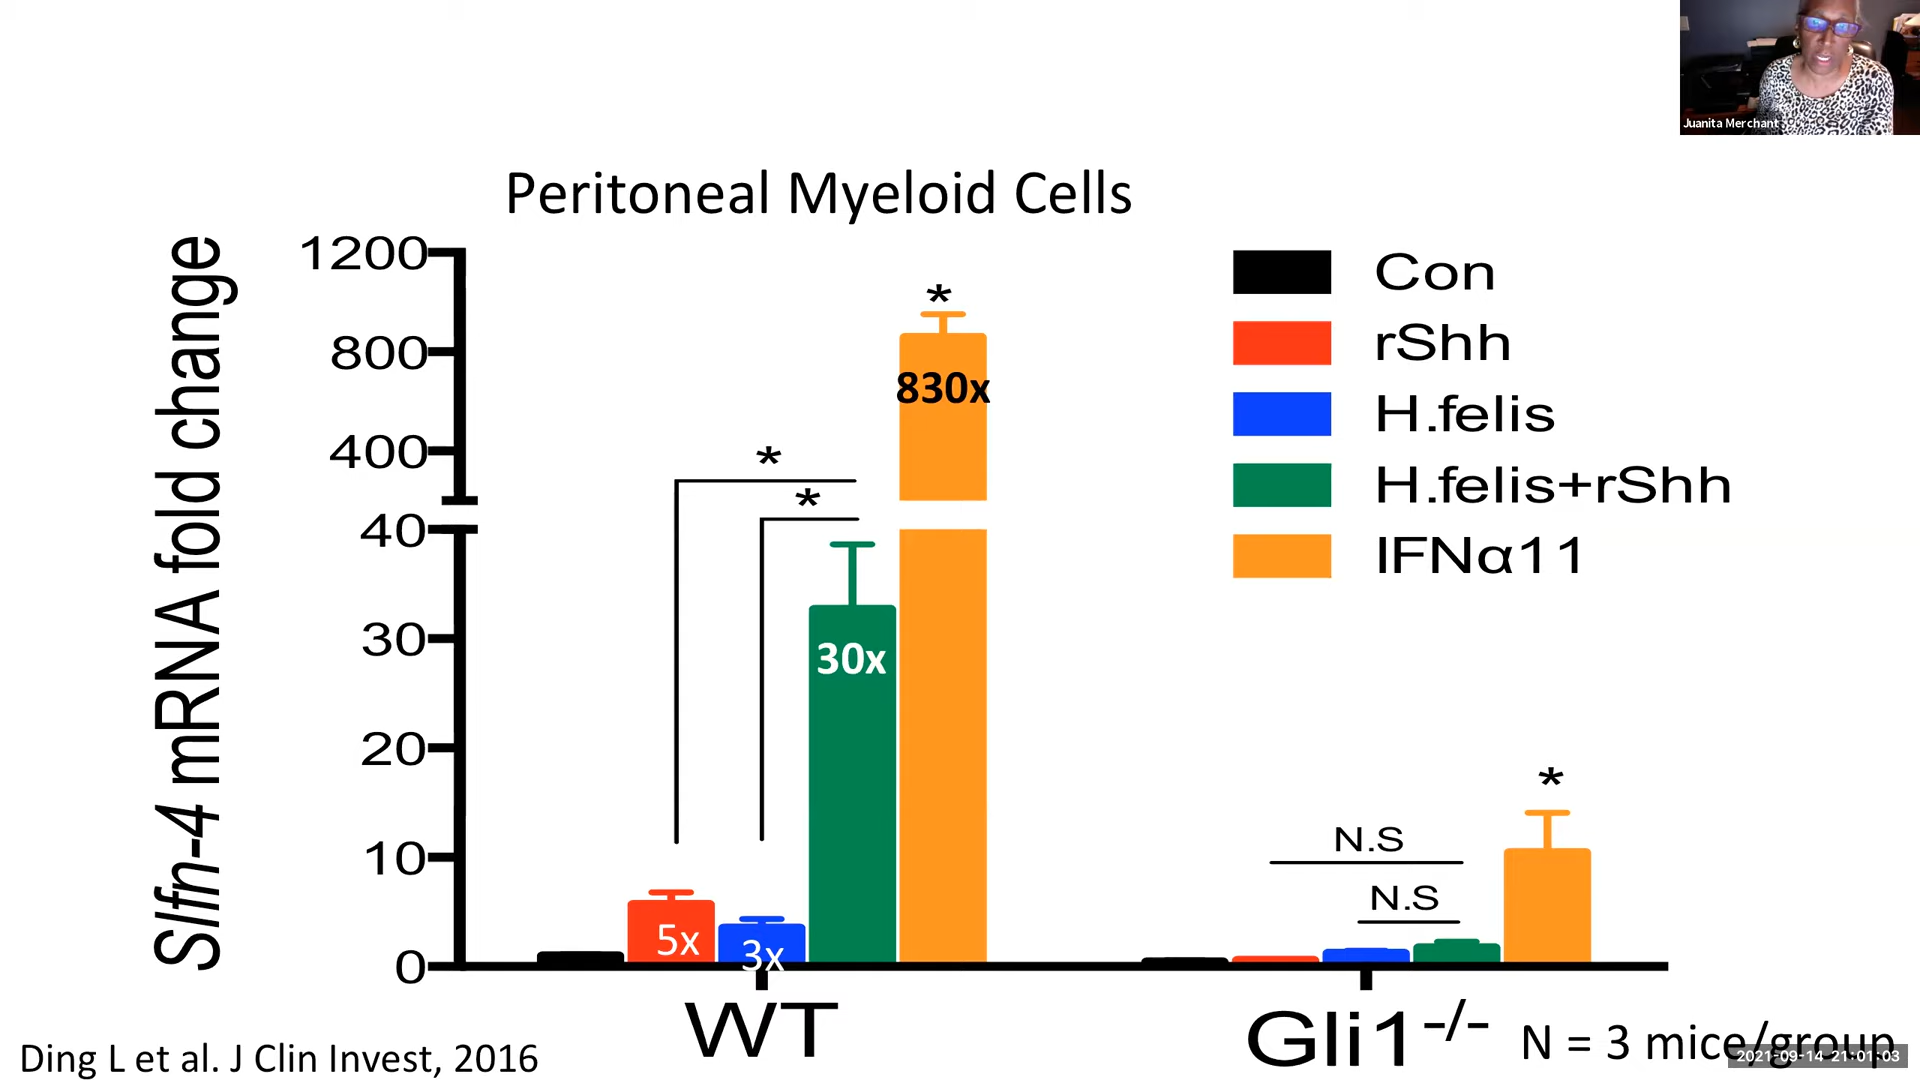 Juanita Merchant
Peritoneal Myeloid Cells
Slfn-4 mRNA fold change
1200
800
400
40
30
20
10
0
*
830x
*
*
30x
5x
3x
*
N.S
N.S
Con
rShh
H.felis
H.felis+rShh
IFNα11
WT
Gli1-/-
N = 3 mice/group
Ding L et al. J Clin Invest, 2016
2021-09-14 21:01:03